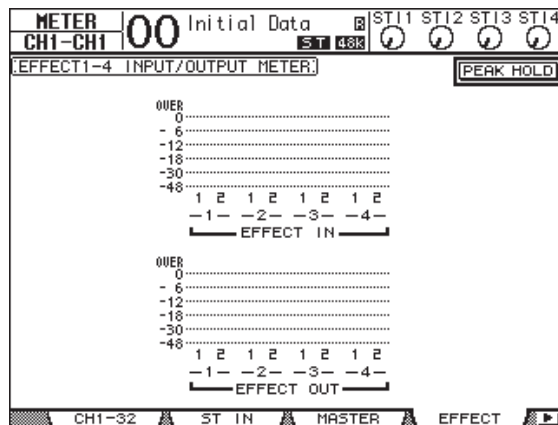 METER
CH1-CH1
00 Initial Data R
ST 48k
STI1 STI2 STI3 STI4
EFFECT1-4 INPUT/OUTPUT METER
PEAK HOLD
OVER
0
- 6
-12
-18
-30
-48
1 2 1 2 1 2 1 2
-1- -2- -3- -4-
EFFECT IN
OVER
0
- 6
-12
-18
-30
-48
1 2 1 2 1 2 1 2
-1- -2- -3- -4-
EFFECT OUT
CH1-32 ST IN MASTER EFFECT